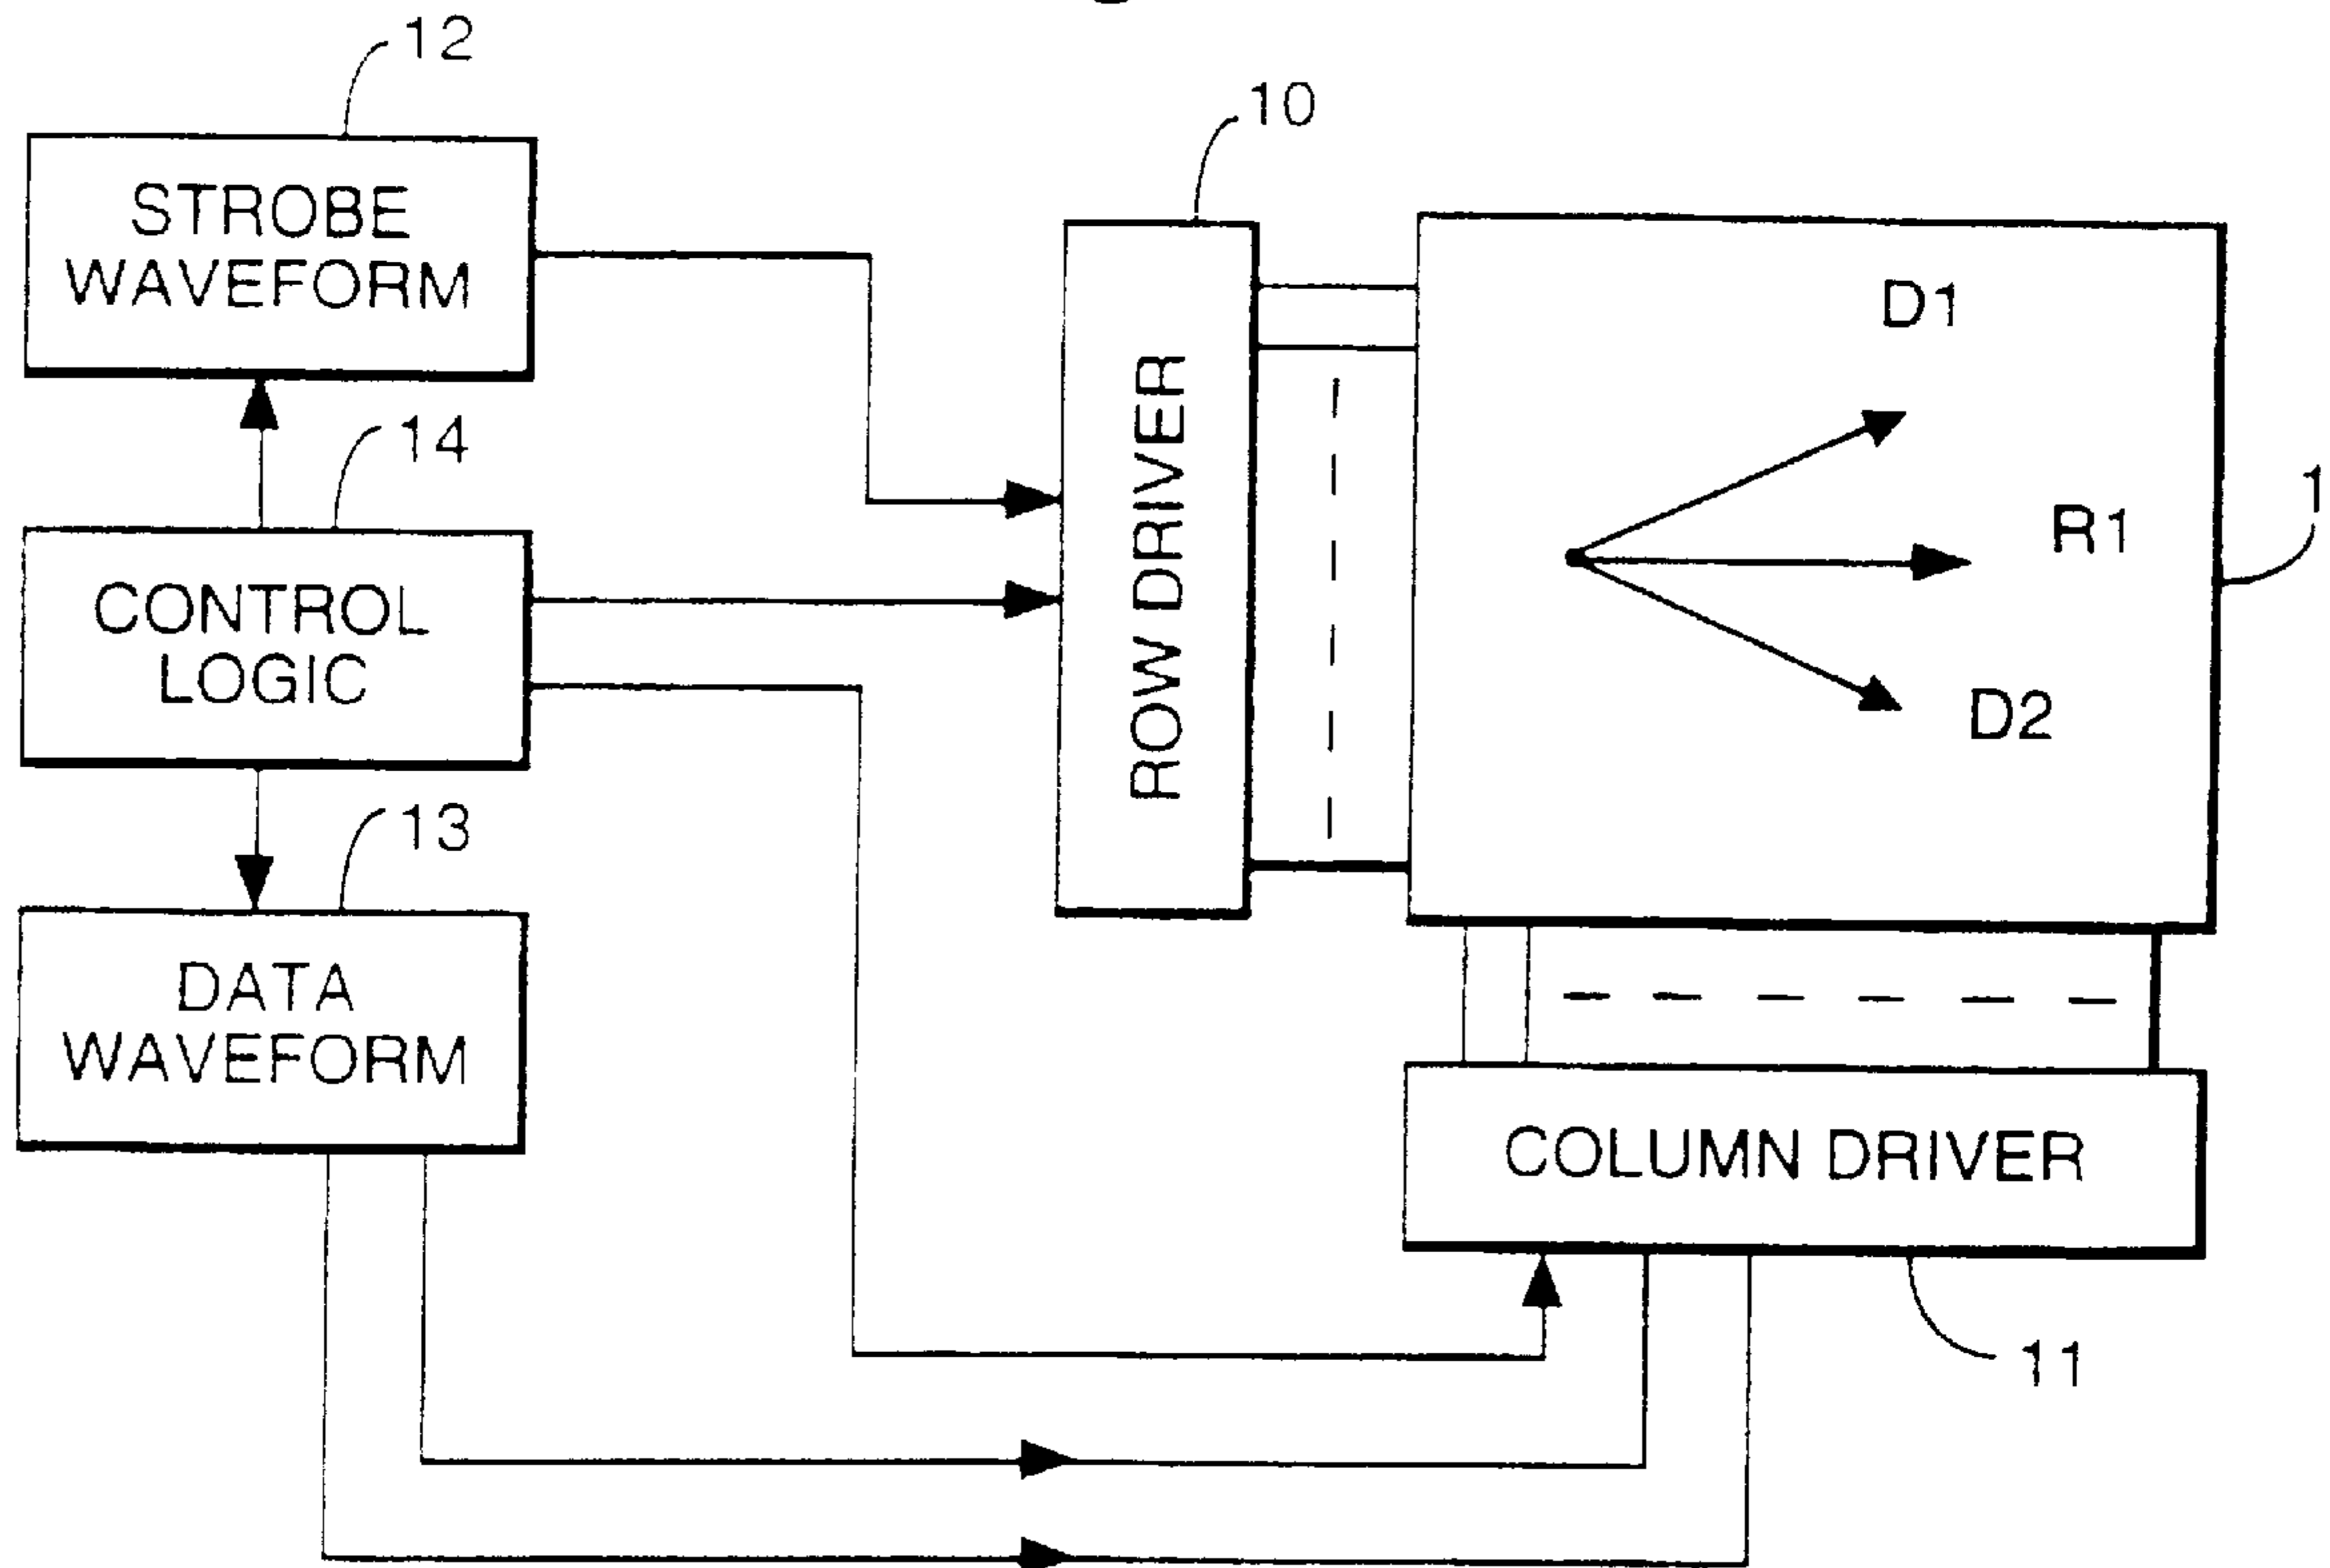 12
STROBE
WAVEFORM
10
ROW DRIVER
D1
R1
D2
1
14
CONTROL
LOGIC
13
DATA
WAVEFORM
COLUMN DRIVER
11